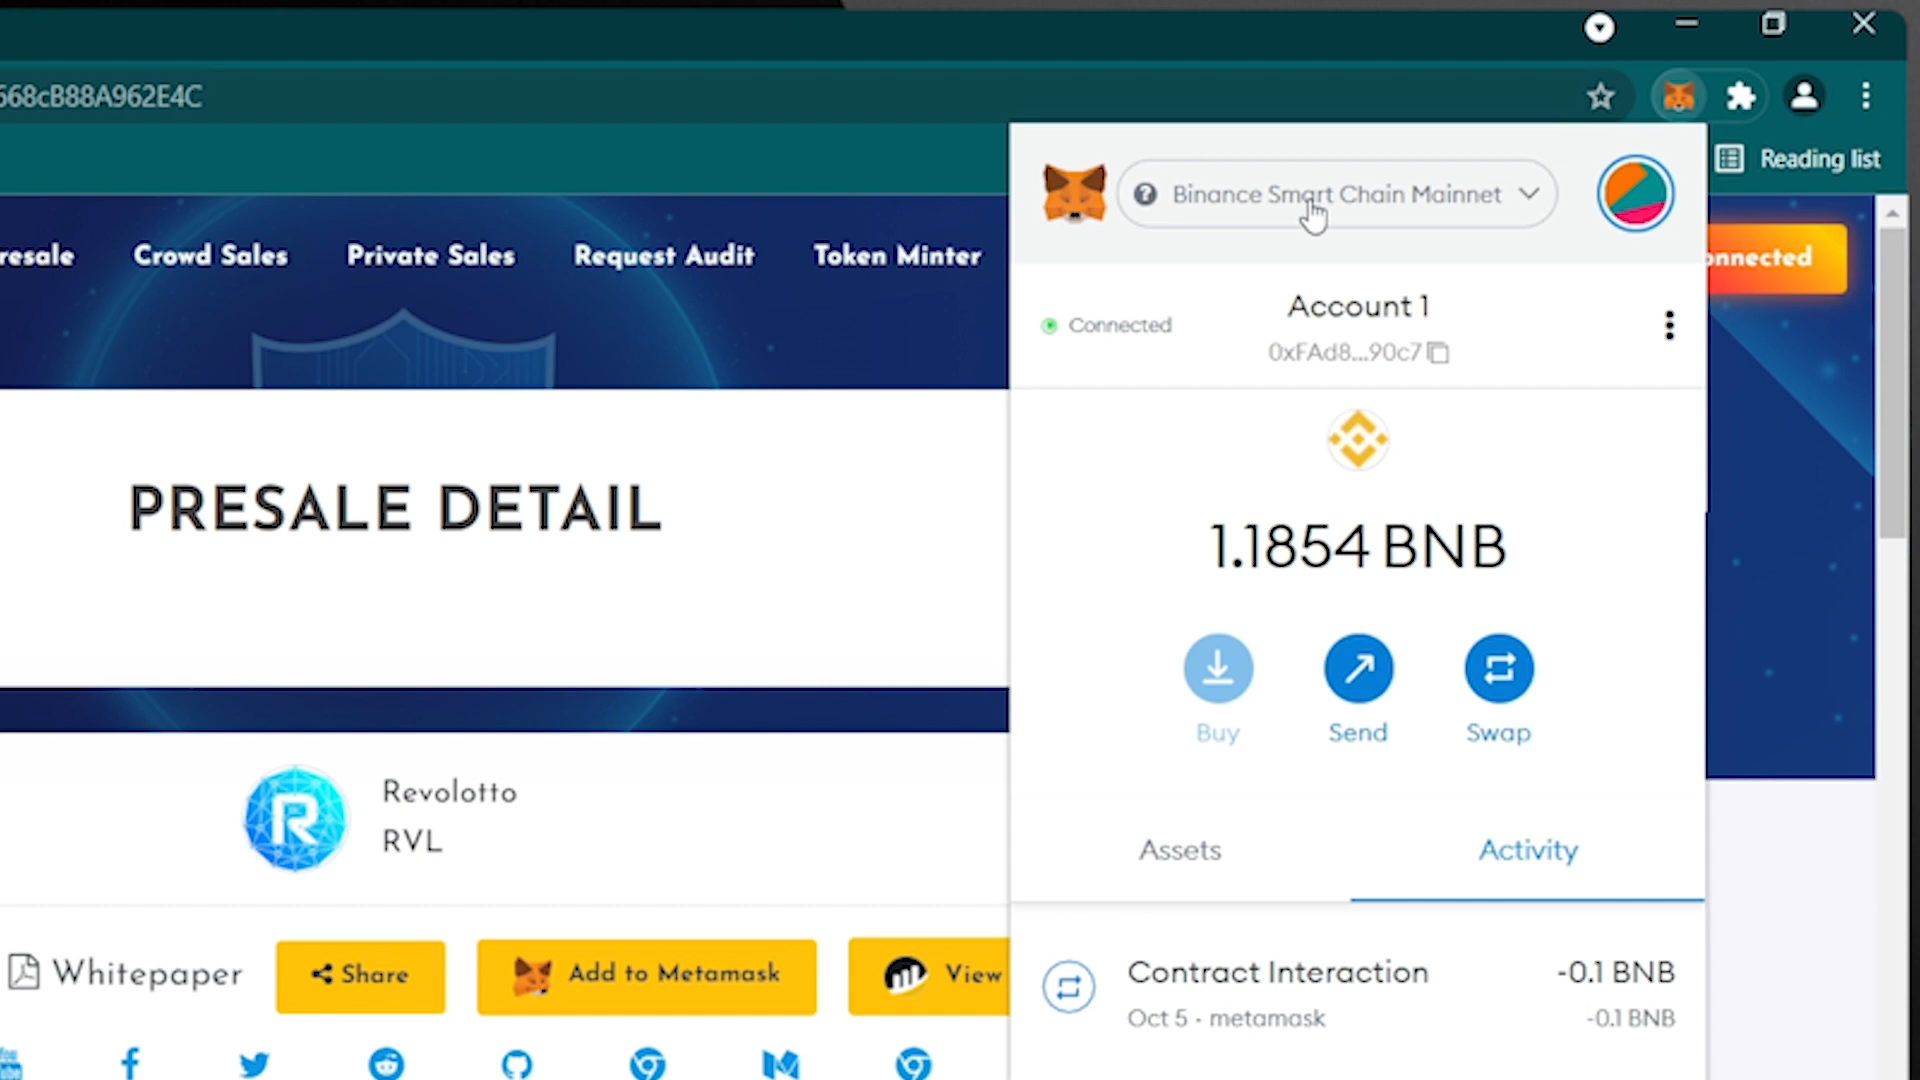 668cB88A962E4C
Reading list
Binance Smart Chain Mainnet
resale Crowd Sales Private Sales Request Audit Token Minter
onnected
Connected
Account 1
0xFAd8...90c7
PRESALE DETAIL
1.1854 BNB
Buy Send Swap
Revolotto
RVL
Assets Activity
Whitepaper Share Add to Metamask View
Contract Interaction -0.1 BNB
Oct 5 · metamask -0.1 BNB